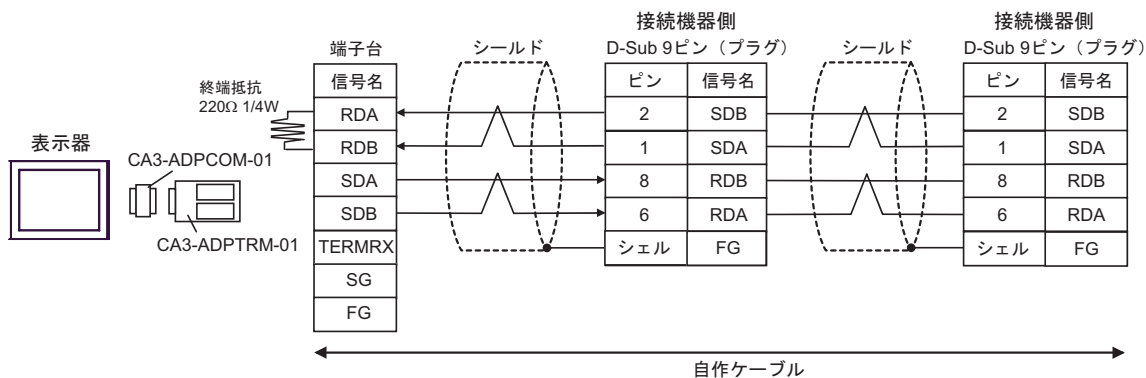 接続機器側
接続機器側
端子台
シールド
D-Sub 9ピン（プラグ）
シールド
D-Sub 9ピン（プラグ）
終端抵抗
220Ω 1/4W
表示器
CA3-ADPCOM-01
CA3-ADPTRM-01
信号名
RDA
RDB
SDA
SDB
TERMRX
SG
FG
ピン 信号名
2 SDB
1 SDA
8 RDB
6 RDA
シェル FG
ピン 信号名
2 SDB
1 SDA
8 RDB
6 RDA
シェル FG
自作ケーブル